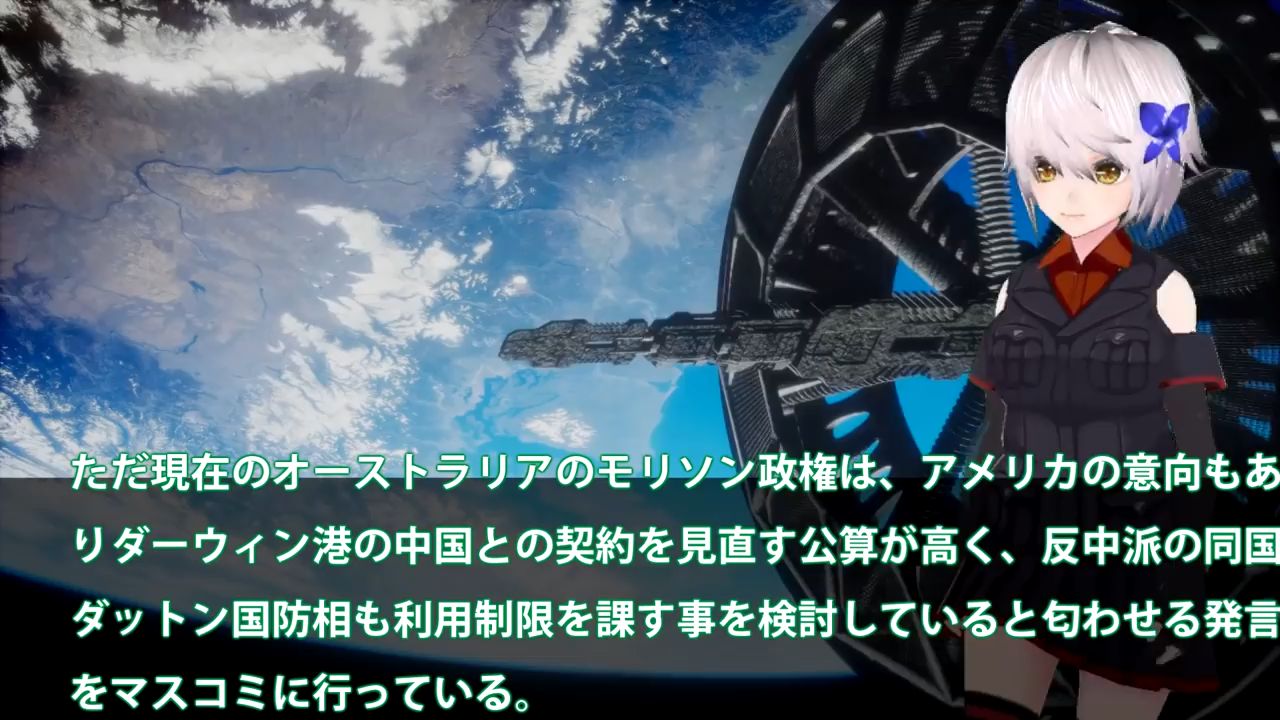 ただ現在のオーストラリアのモリソン政権は、アメリカの意向もあ
りダーウィン港の中国との契約を見直す公算が高く、反中派の同国
ダットン国防相も利用制限を課す事を検討していると匂わせる発言
をマスコミに行っている。